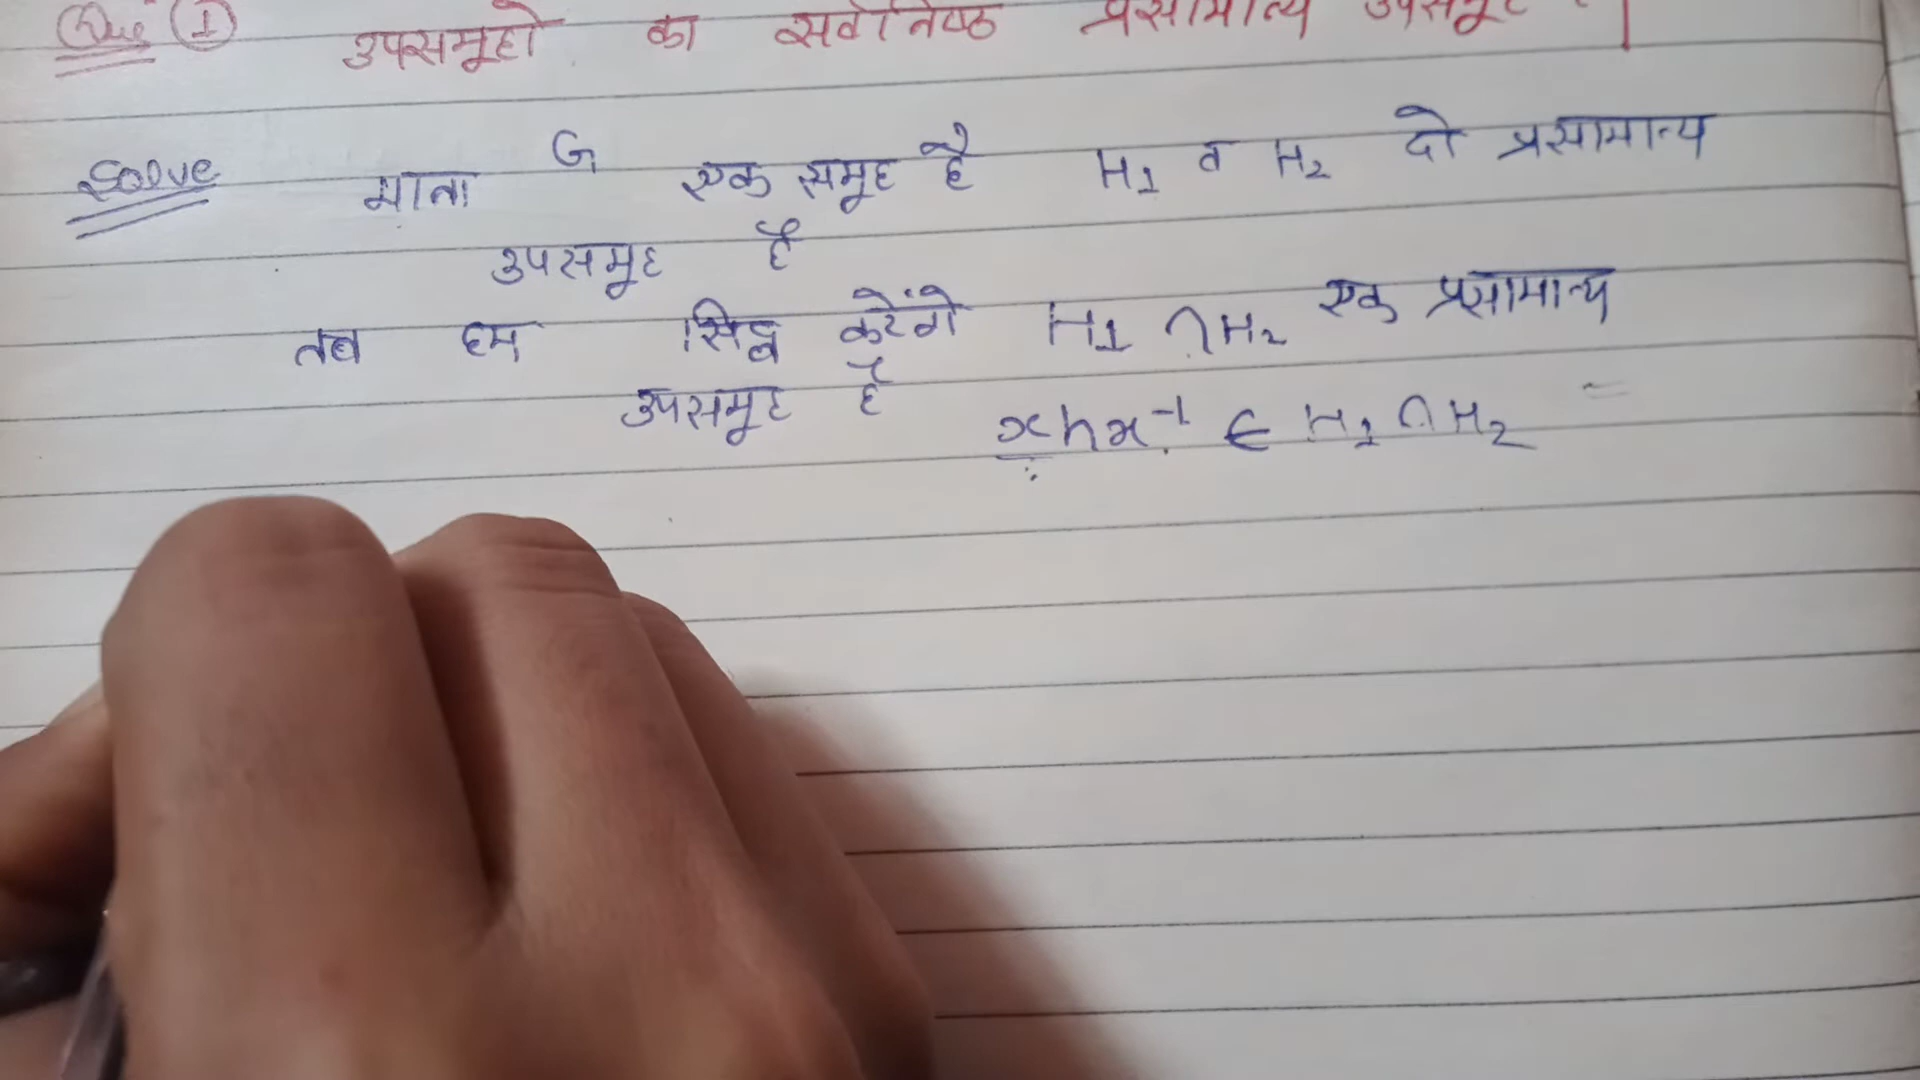 Que ① उपसमूहो का सर्वनिष्ठ प्रसामान्य उपसमूह
Solve माना G एक समूह है H1 व H2 दो प्रसामान्य
उपसमूह है
तब हम सिद्ध करेंगे H1 ∩ H2 एक प्रसामान्य
उपसमूह है
xhx⁻¹ ∈ H1 ∩ H2